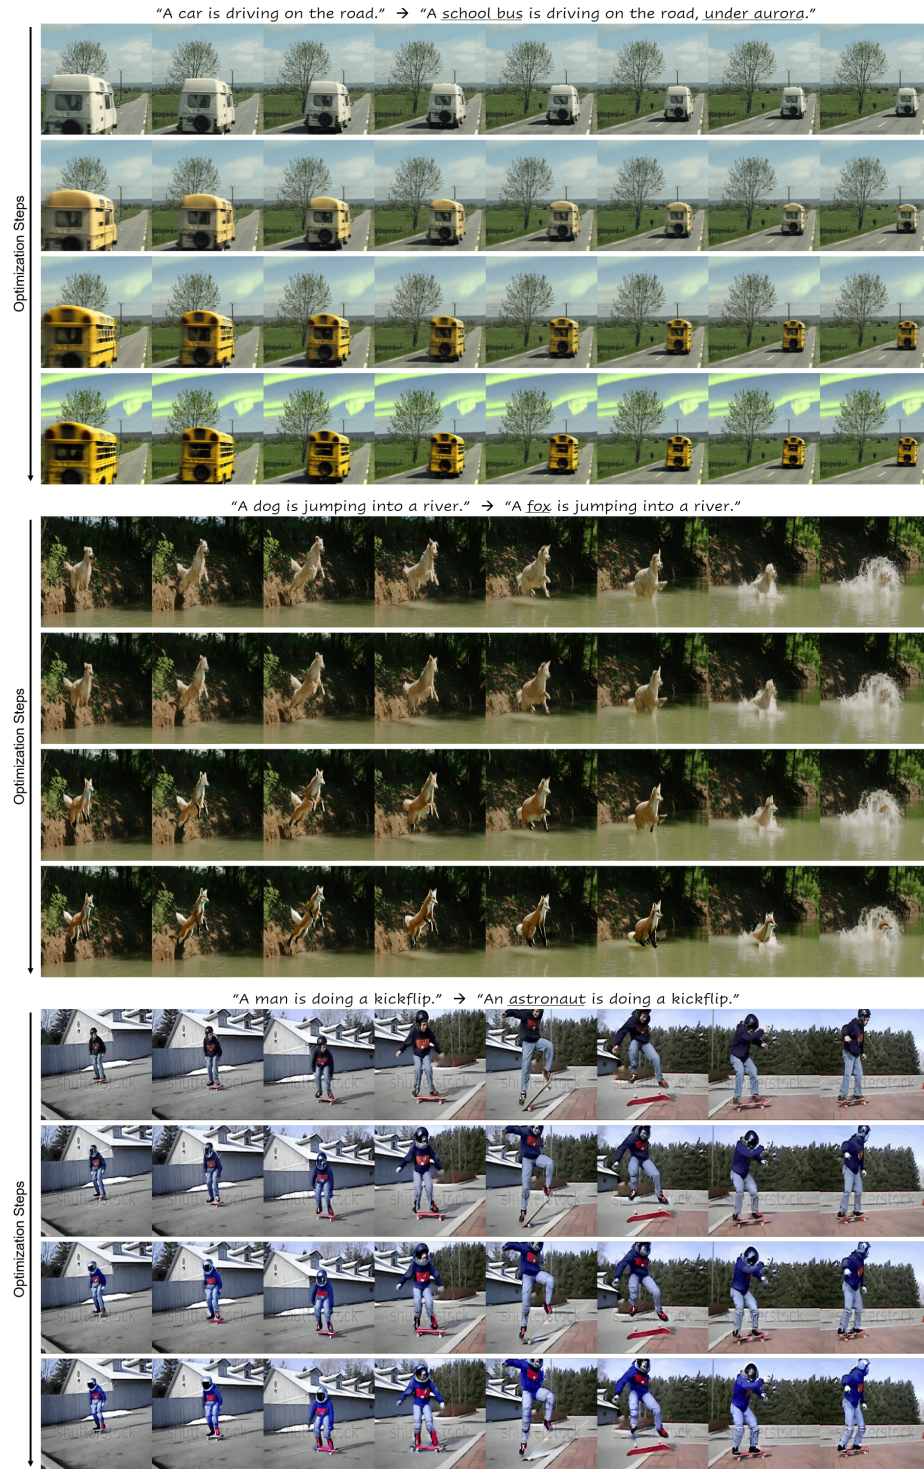 “A car is driving on the road.” → “A school bus is driving on the road, under aurora.”
Optimization Steps
“A dog is jumping into a river.” → “A fox is jumping into a river.”
Optimization Steps
“A man is doing a kickflip.” → “An astronaut is doing a kickflip.”
Optimization Steps